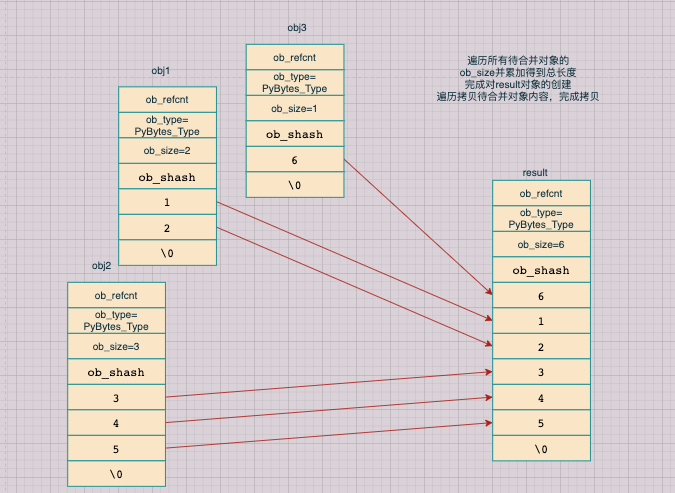 obj3
ob_refcnt
ob_type=
PyBytes_Type
ob_size=1
ob_shash
6
\0
obj1
ob_refcnt
ob_type=
PyBytes_Type
ob_size=2
ob_shash
1
2
\0
obj2
ob_refcnt
ob_type=
PyBytes_Type
ob_size=3
ob_shash
3
4
5
\0
遍历所有待合并对象的
ob_size并累加得到总长度
完成对result对象的创建
遍历拷贝待合并对象内容，完成拷贝
result
ob_refcnt
ob_type=
PyBytes_Type
ob_size=6
ob_shash
6
1
2
3
4
5
\0